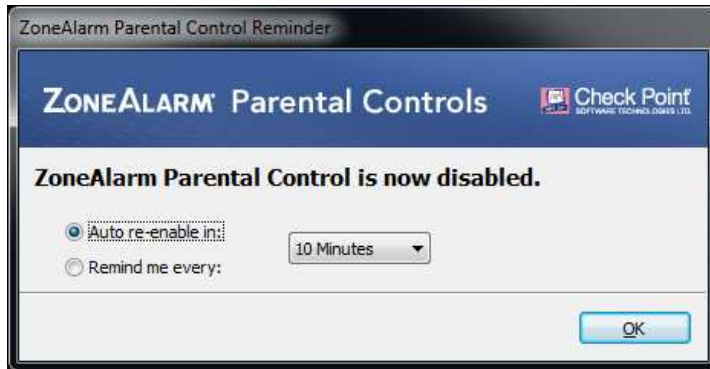 ZoneAlarm Parental Control Reminder
ZONEALARM® Parental Controls
Check Point
SOFTWARE TECHNOLOGIES LTD.
ZoneAlarm Parental Control is now disabled.
Auto re-enable in:
10 Minutes
Remind me every:
OK